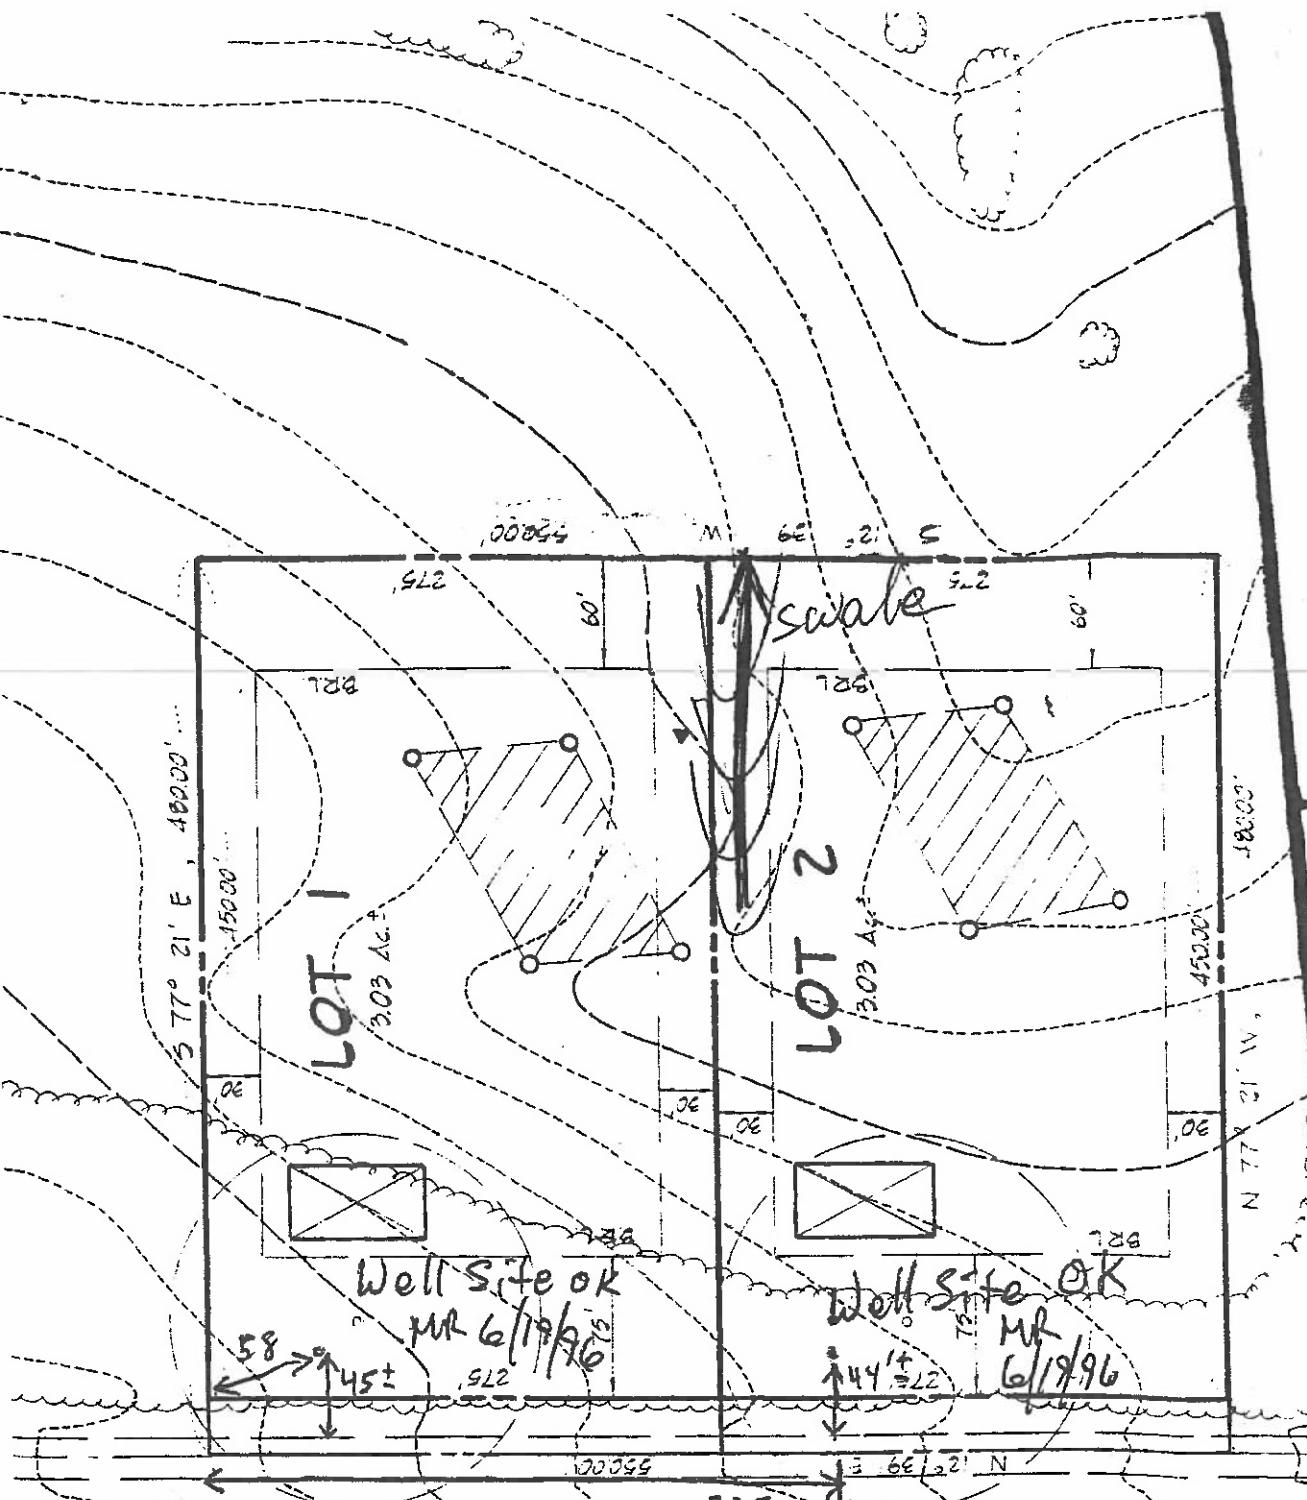 550.00'
W
39'
12°
S
275'
275
60'
60'
swale
BRL
BRL
S 77° 21' E , 480.00'
450.00'
LOT 1
3.03 Ac.±
LOT 2
3.03 Ac.±
480.00'
450.00'
N 77° 21' W,
30'
30'
30'
30'
BRL
BRL
Well Site OK
MR 6/19/96
75'
Well Site OK
MR
6/19/96
75'
58
45±
275'
44'±
275'
550.00'
E
39'
12°
N